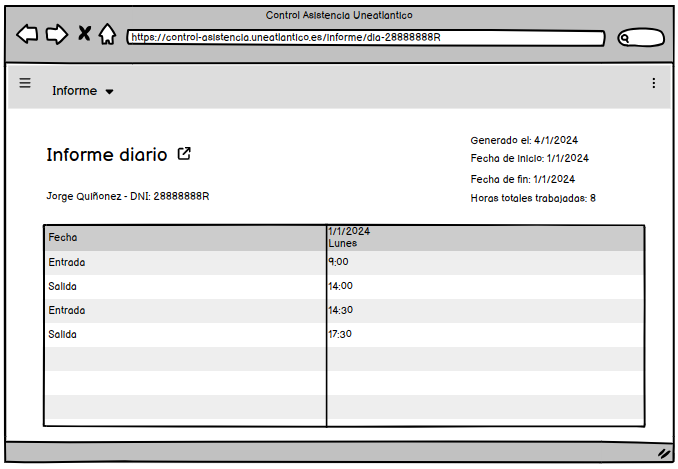 Control Asistencia Uneatlantico
https://control-asistencia.uneatlantico.es/informe/dia-28888888R
Informe
Informe diario
Generado el: 4/1/2024
Fecha de inicio: 1/1/2024
Fecha de fin: 1/1/2024
Horas totales trabajadas: 8
Jorge Quiñonez - DNI: 28888888R
Fecha 1/1/2024
Lunes
Entrada 9:00
Salida 14:00
Entrada 14:30
Salida 17:30